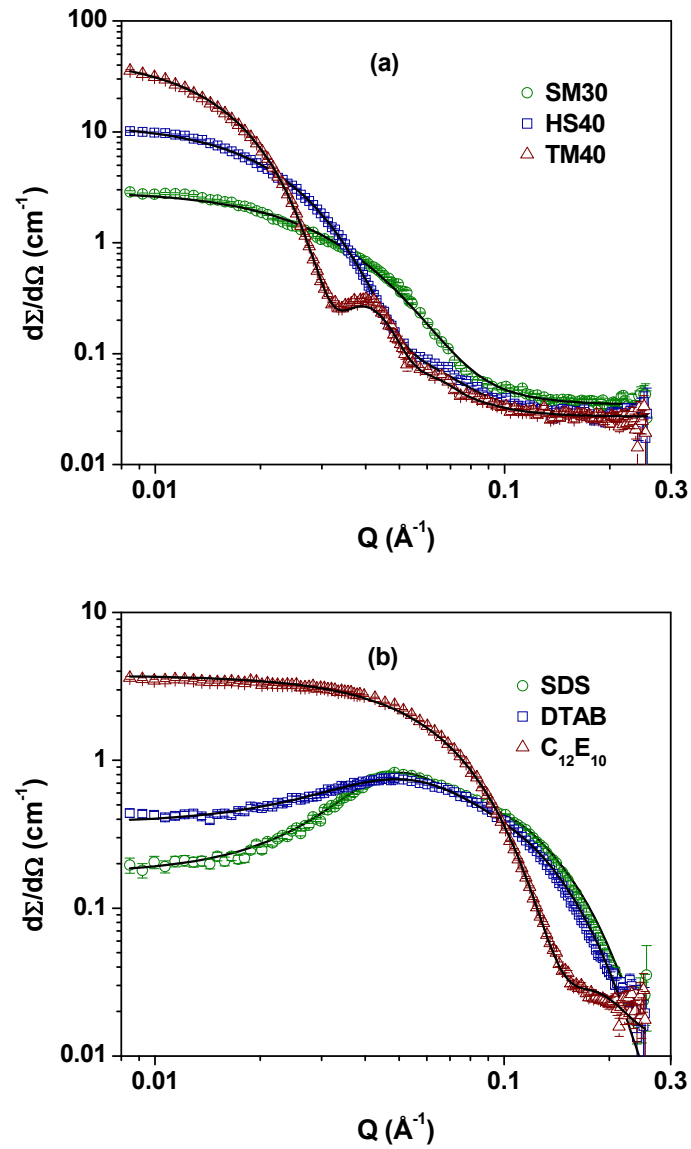 (a)
SM30
HS40
TM40
100
10
1
0.1
0.01
dΣ/dΩ (cm⁻¹)
0.01
0.1
0.3
Q (Å⁻¹)
(b)
SDS
DTAB
C₁₂E₁₀
10
1
0.1
0.01
dΣ/dΩ (cm⁻¹)
0.01
0.1
0.3
Q (Å⁻¹)